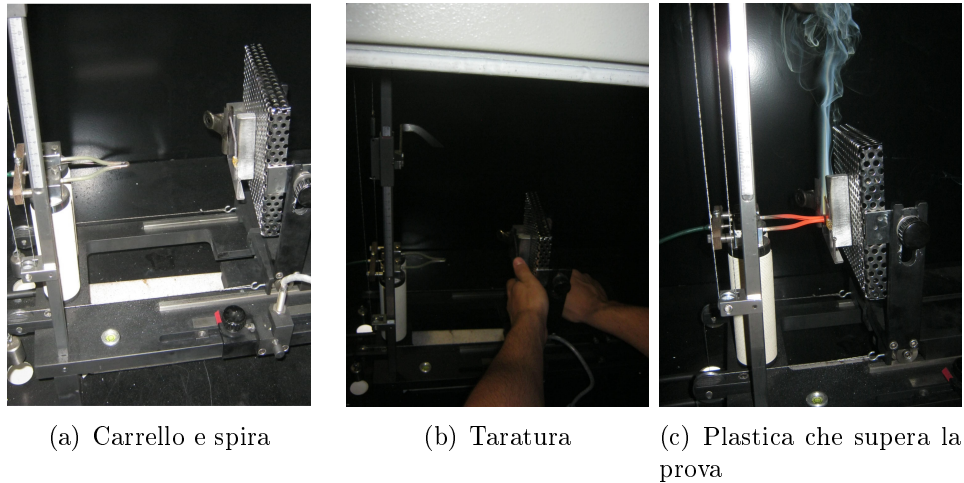 (a) Carrello e spira
(b) Taratura
(c) Plastica che supera la
prova